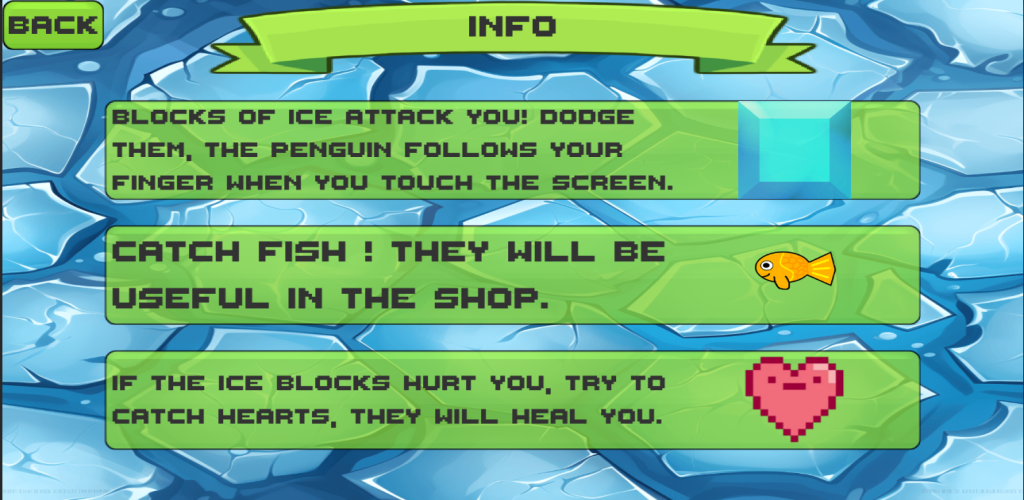 BACK
INFO
BLOCKS OF ICE ATTACK YOU! DODGE
THEM, THE PENGUIN FOLLOWS YOUR
FINGER WHEN YOU TOUCH THE SCREEN.
CATCH FISH ! THEY WILL BE
USEFUL IN THE SHOP.
IF THE ICE BLOCKS HURT YOU, TRY TO
CATCH HEARTS, THEY WILL HEAL YOU.